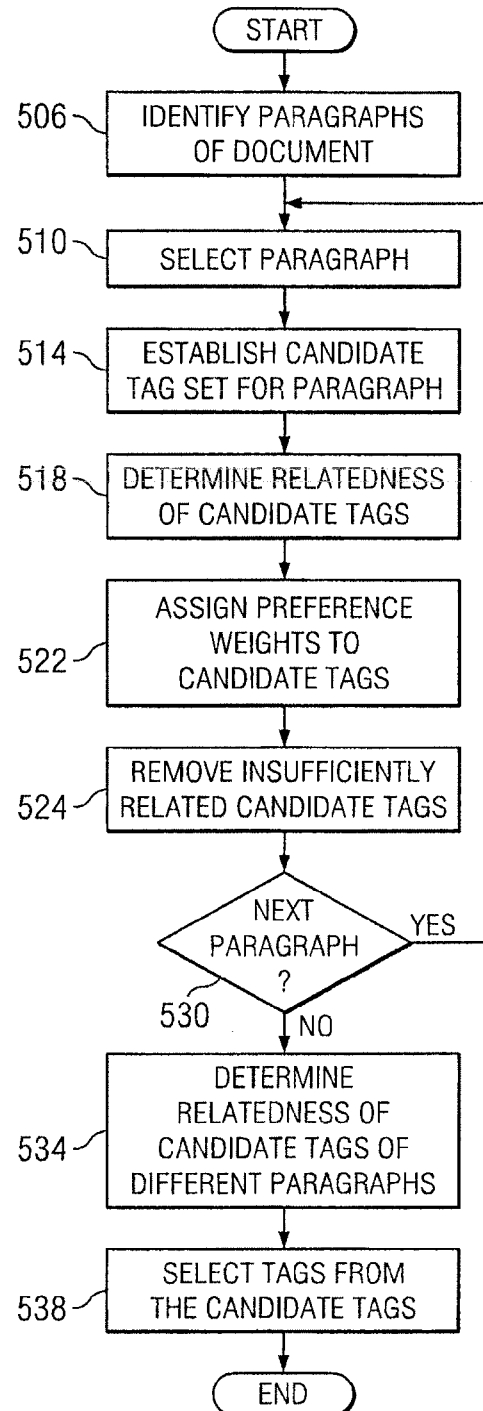 START
506
IDENTIFY PARAGRAPHS
OF DOCUMENT
510
SELECT PARAGRAPH
514
ESTABLISH CANDIDATE
TAG SET FOR PARAGRAPH
518
DETERMINE RELATEDNESS
OF CANDIDATE TAGS
522
ASSIGN PREFERENCE
WEIGHTS TO
CANDIDATE TAGS
524
REMOVE INSUFFICIENTLY
RELATED CANDIDATE TAGS
NEXT
PARAGRAPH
?
YES
530
NO
534
DETERMINE
RELATEDNESS OF
CANDIDATE TAGS OF
DIFFERENT PARAGRAPHS
538
SELECT TAGS FROM
THE CANDIDATE TAGS
END